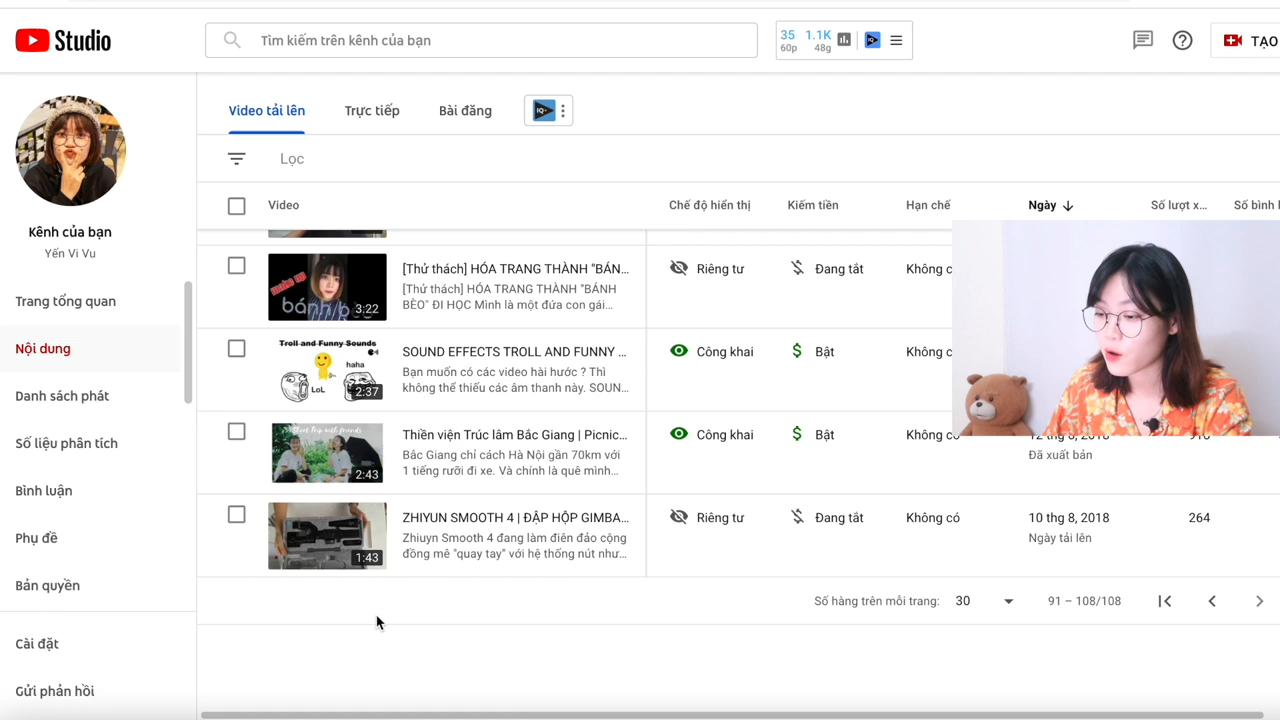 Studio
Tìm kiếm trên kênh của bạn
35 1.1K
60p 48g
TẠO
Video tải lên Trực tiếp Bài đăng
Lọc
Kênh của bạn
Yến Vi Vu
Trang tổng quan
Nội dung
Danh sách phát
Số liệu phân tích
Bình luận
Phụ đề
Bản quyền
Cài đặt
Gửi phản hồi
Video Chế độ hiển thị Kiếm tiền Hạn chế Ngày Số lượt x... Số bình
3:22
[Thử thách] HÓA TRANG THÀNH "BÁN...
[Thử thách] HÓA TRANG THÀNH "BÁNH
BÈO" ĐI HỌC Mình là một đứa con gái...
Riêng tư Đang tắt Không c
Troll and Funny Sounds
haha
LoL
2:37
SOUND EFFECTS TROLL AND FUNNY ...
Bạn muốn có các video hài hước ? Thì
không thể thiếu các âm thanh này. SOUN...
Công khai Bật Không c
2:43
Thiền viện Trúc lâm Bắc Giang | Picnic...
Bắc Giang chỉ cách Hà Nội gần 70km với
1 tiếng rưỡi đi xe. Và chính là quê mình...
Công khai Bật Không có
Đã xuất bản
1:43
ZHIYUN SMOOTH 4 | ĐẬP HỘP GIMBA...
Zhiuyn Smooth 4 đang làm điên đảo cộng
đồng mê "quay tay" với hệ thống nút như...
Riêng tư Đang tắt Không có 10 thg 8, 2018 264
Ngày tải lên
Số hàng trên mỗi trang: 30 91 – 108/108